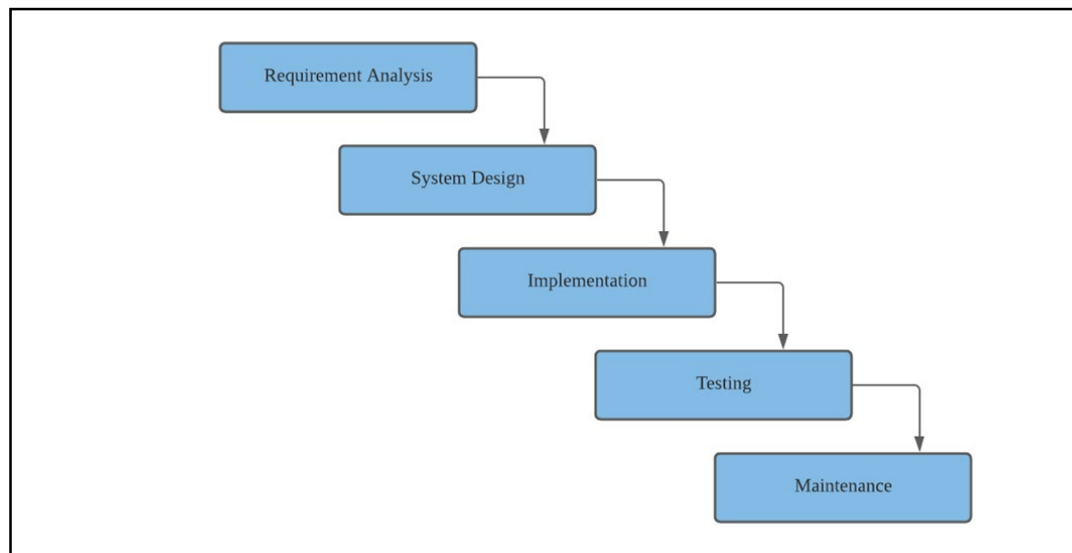 Requirement Analysis
System Design
Implementation
Testing
Maintenance